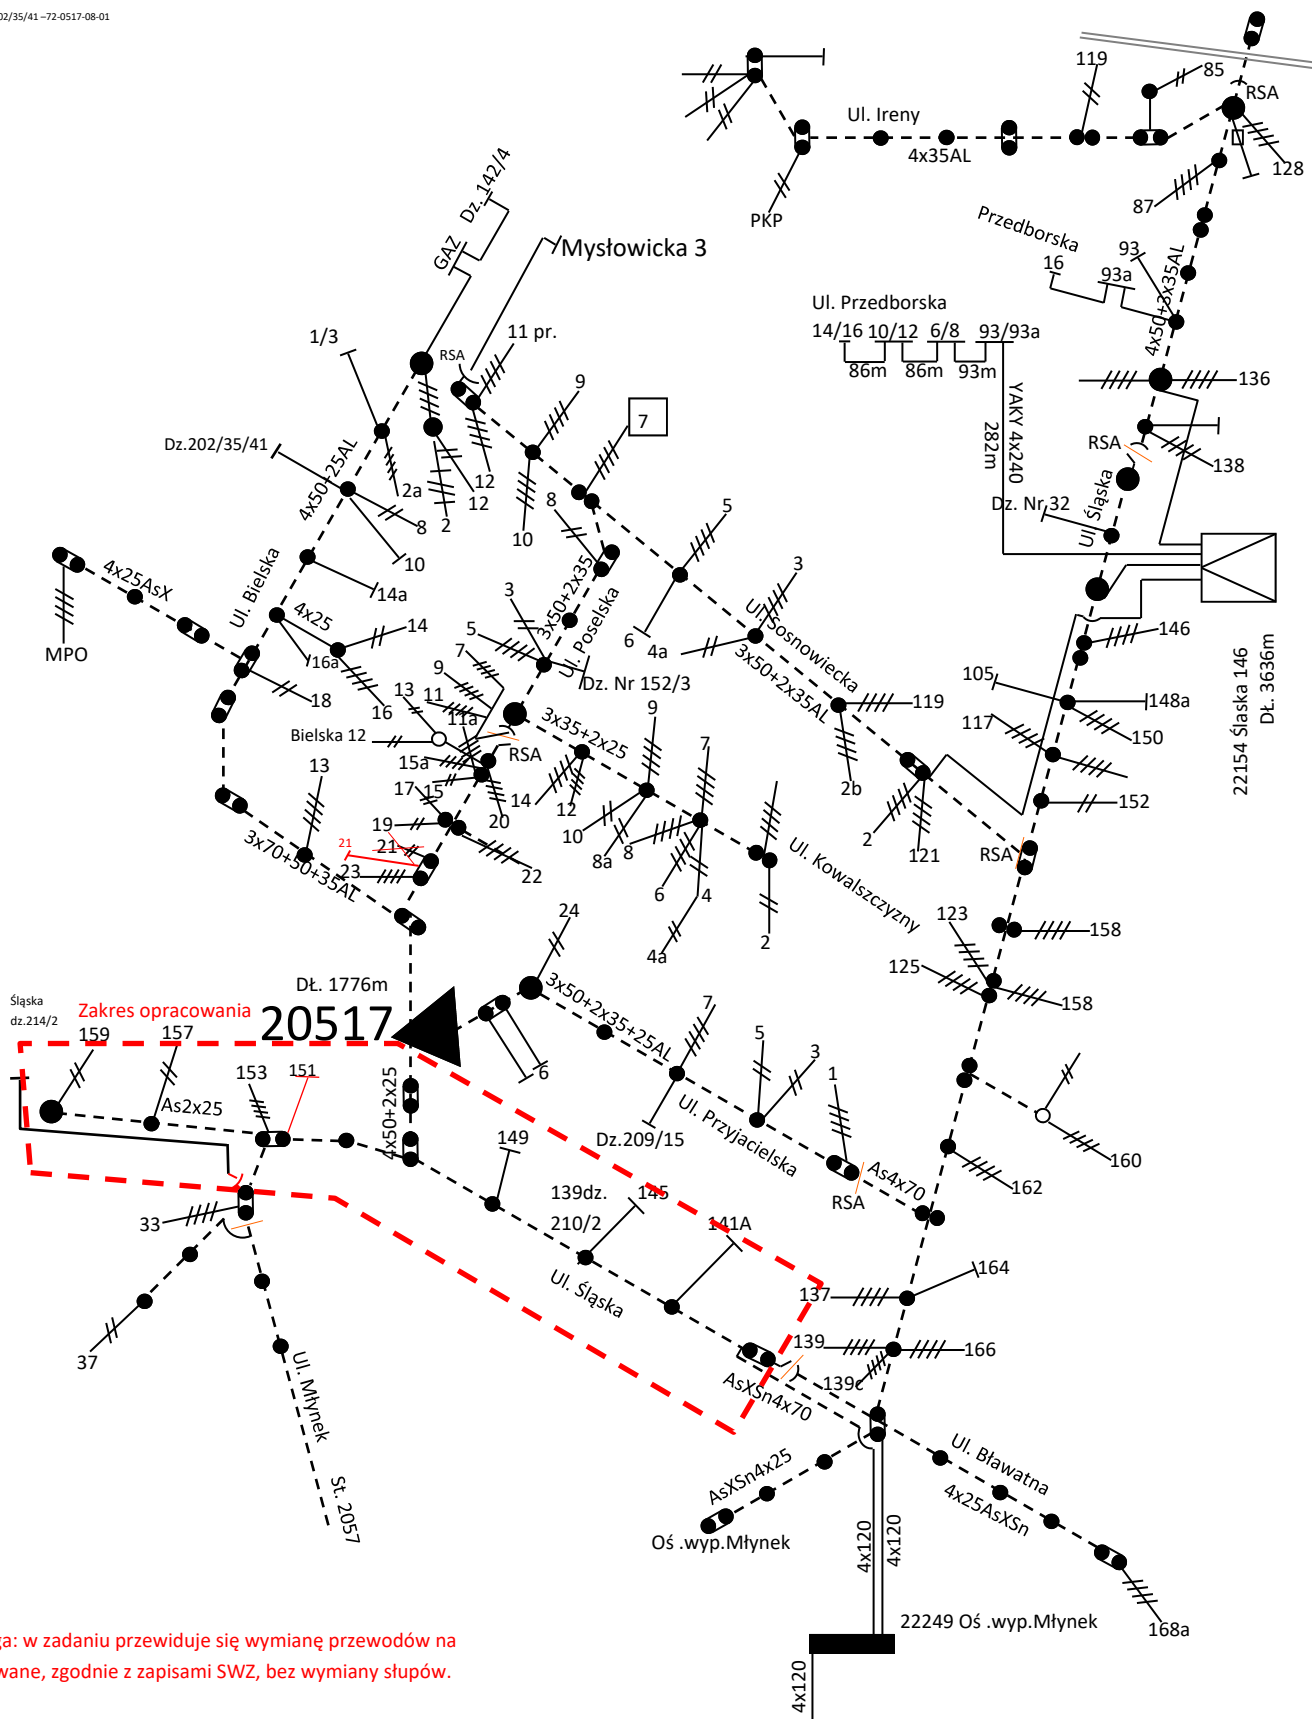 02/35/41 –72-0517-08-01
119
85
RSA
Ul. Ireny
4x35AL
128
87
PKP
Przedborska
93
16
93a
4x50+3x35AL
Dz. 142/4
GAZ
Mysłowicka 3
Ul. Przedborska
14/16
10/12
6/8
93/93a
86m
86m
93m
YAKY 4x240
282m
136
RSA
138
Dz. Nr 32
Ul. Śląska
1/3
RSA
11 pr.
9
7
Dz.202/35/41
4x50+25AL
2a
2
12
12
8
10
10
8
5
3
4x25AsX
Ul. Bielska
14a
4x25
14
16a
MPO
18
16
3
3x50+2x35
Ul. Poselska
5
7
9
13
11
11a
Dz. Nr 152/3
6
4a
Ul. Sosnowiecka
3x50+2x35AL
119
2b
146
105
148a
117
150
152
22154 Ślaska 146
DŁ. 3636m
Bielska 12
15a
RSA
3x35+2x25
9
7
13
17
15
20
14
12
10
8a
8
6
4
4a
2
2
121
RSA
19
21
21
23
22
3x70+50+35AL
Ul. Kowalszczyzny
24
123
158
125
158
DŁ. 1776m
Śląska
dz.214/2
Zakres opracowania
20517
3x50+2x35+25AL
7
159
157
6
5
3
1
153
151
As2x25
4x50+2x25
Dz.209/15
Ul. Przyjacielska
160
149
As4x70
162
RSA
139dz.
210/2
145
141A
33
Ul. Śląska
164
137
139
166
139c
37
Ul. Młynek
St. 2057
AsXSn4x70
Ul. Bławatna
4x25AsXSn
AsXSn4x25
Oś .wyp.Młynek
4x120
4x120
22249 Oś .wyp.Młynek
168a
4x120
ga: w zadaniu przewiduje się wymianę przewodów na
wane, zgodnie z zapisami SWZ, bez wymiany słupów.